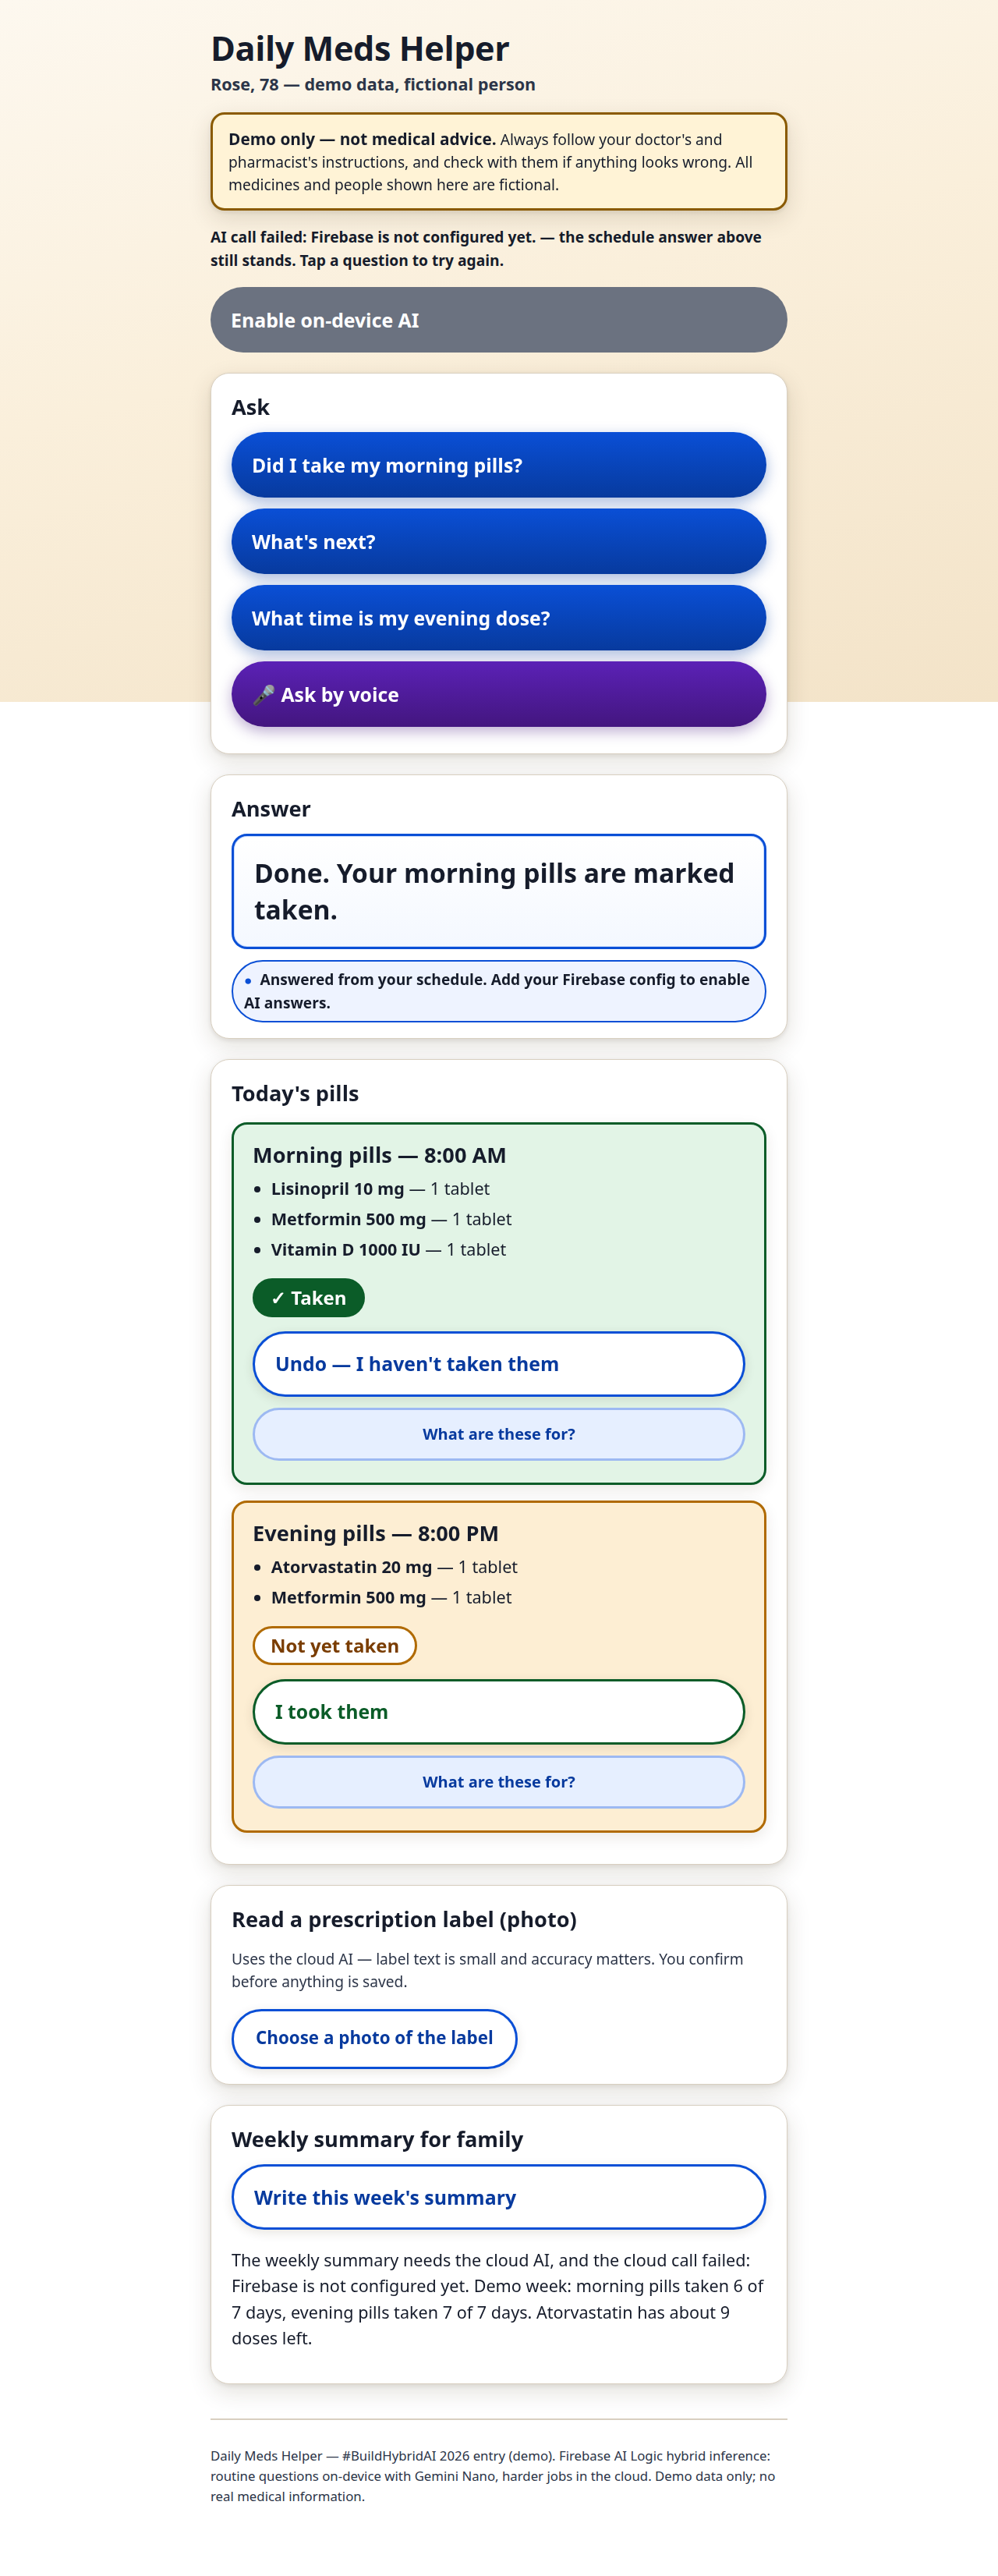 Daily Meds Helper
Rose, 78 — demo data, fictional person
Demo only — not medical advice. Always follow your doctor's and
pharmacist's instructions, and check with them if anything looks wrong. All
medicines and people shown here are fictional.
AI call failed: Firebase is not configured yet. — the schedule answer above
still stands. Tap a question to try again.
Enable on-device AI
Ask
Did I take my morning pills?
What's next?
What time is my evening dose?
🎤 Ask by voice
Answer
Done. Your morning pills are marked
taken.
• Answered from your schedule. Add your Firebase config to enable
AI answers.
Today's pills
Morning pills — 8:00 AM
• Lisinopril 10 mg — 1 tablet
• Metformin 500 mg — 1 tablet
• Vitamin D 1000 IU — 1 tablet
✓ Taken
Undo — I haven't taken them
What are these for?
Evening pills — 8:00 PM
• Atorvastatin 20 mg — 1 tablet
• Metformin 500 mg — 1 tablet
Not yet taken
I took them
What are these for?
Read a prescription label (photo)
Uses the cloud AI — label text is small and accuracy matters. You confirm
before anything is saved.
Choose a photo of the label
Weekly summary for family
Write this week's summary
The weekly summary needs the cloud AI, and the cloud call failed:
Firebase is not configured yet. Demo week: morning pills taken 6 of
7 days, evening pills taken 7 of 7 days. Atorvastatin has about 9
doses left.
Daily Meds Helper — #BuildHybridAI 2026 entry (demo). Firebase AI Logic hybrid inference:
routine questions on-device with Gemini Nano, harder jobs in the cloud. Demo data only; no
real medical information.